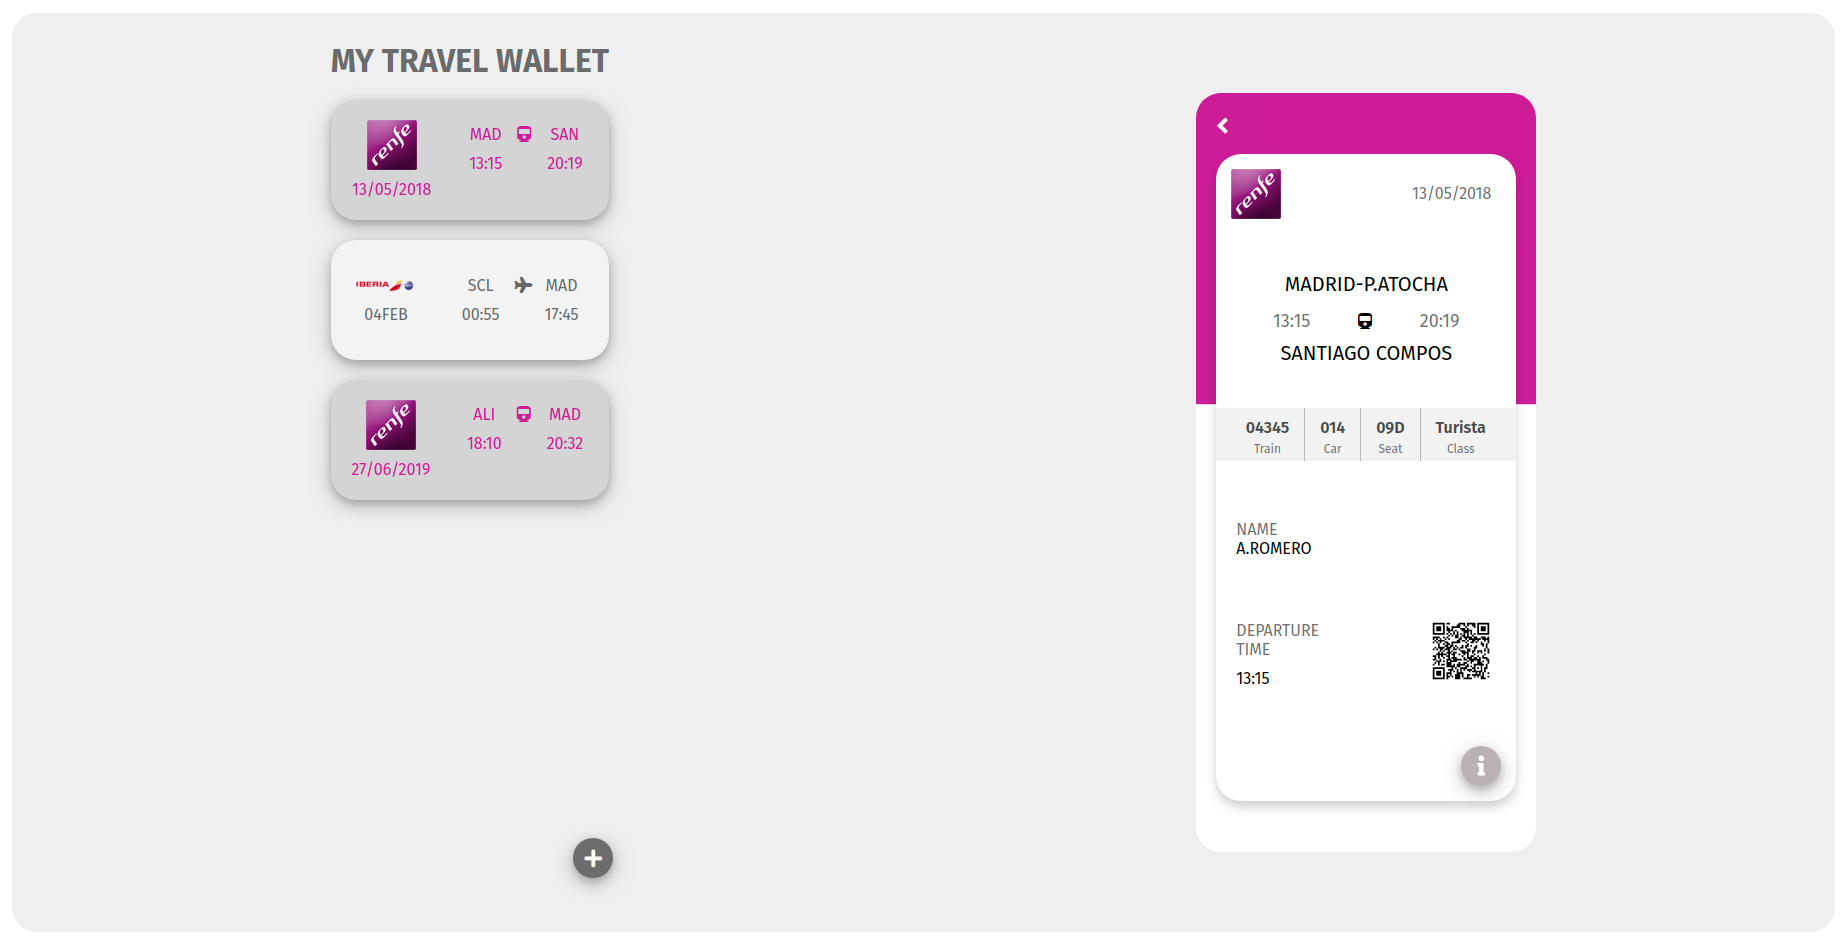 MY TRAVEL WALLET
renfe
MAD SAN
13:15 20:19
13/05/2018
IBERIA
SCL MAD
04FEB 00:55 17:45
renfe
ALI MAD
18:10 20:32
27/06/2019
renfe
13/05/2018
MADRID-P.ATOCHA
13:15 20:19
SANTIAGO COMPOS
04345 014 09D Turista
Train Car Seat Class
NAME
A.ROMERO
DEPARTURE
TIME
13:15